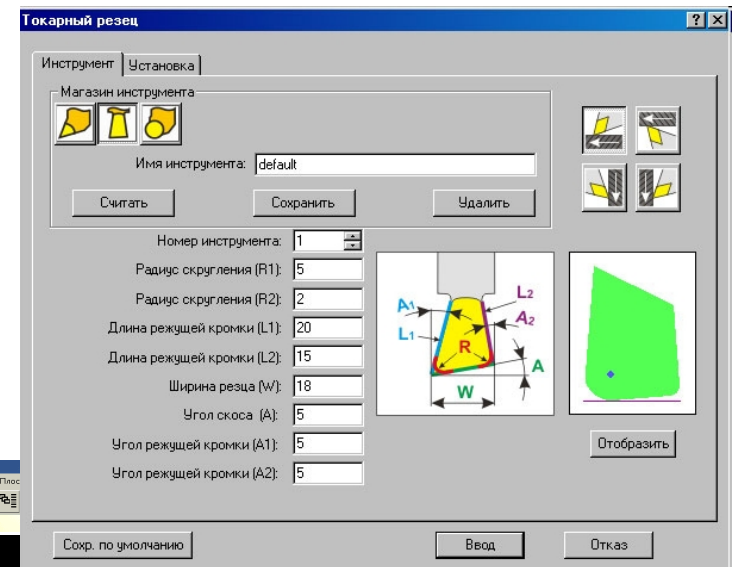 Токарный резец
Инструмент Установка
Магазин инструмента
Имя инструмента: default
Считать Сохранить Удалить
Номер инструмента: 1
Радиус скругления (R1): 5
Радиус скругления (R2): 2
Длина режущей кромки (L1): 20
Длина режущей кромки (L2): 15
Ширина резца (W): 18
Угол скоса (A): 5
Угол режущей кромки (A1): 5
Угол режущей кромки (A2): 5
A1 L2
L1 A2
R A
W
Отобразить
Плос
Сохр. по умолчанию Ввод Отказ